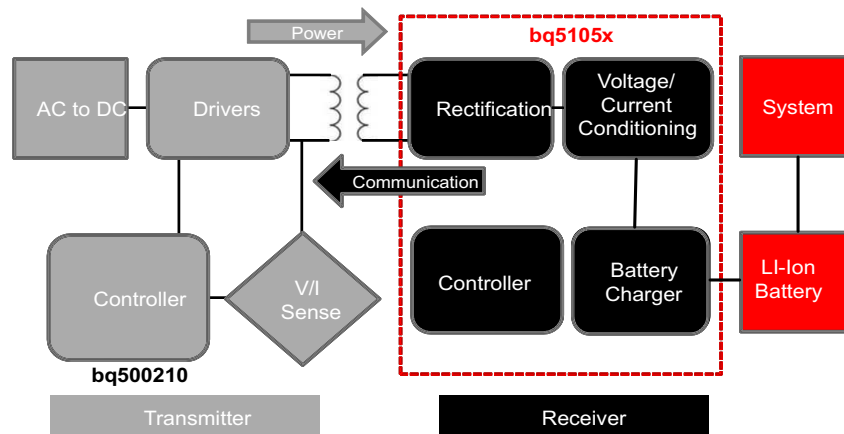 Power
bq5105x
AC to DC
Drivers
Rectification
Voltage/
Current
Conditioning
System
Communication
Controller
V/I
Sense
Controller
Battery
Charger
LI-Ion
Battery
bq500210
Transmitter
Receiver